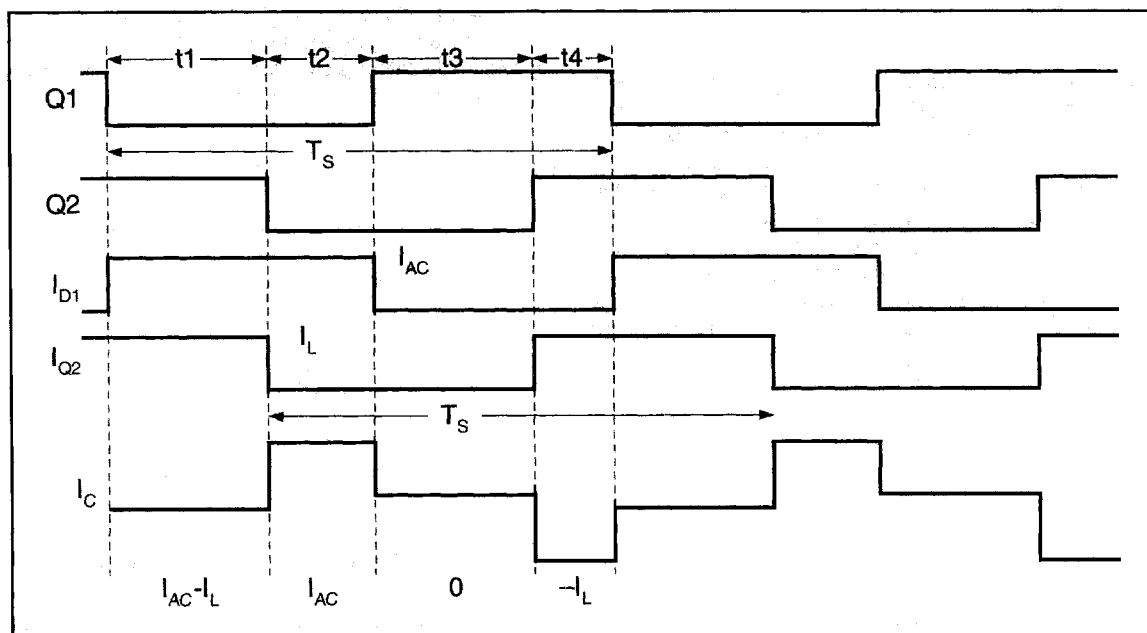 t1 t2 t3 t4
Q1
T_S
Q2
I_AC
I_D1
I_L
I_Q2
T_S
I_C
I_AC-I_L I_AC 0 -I_L